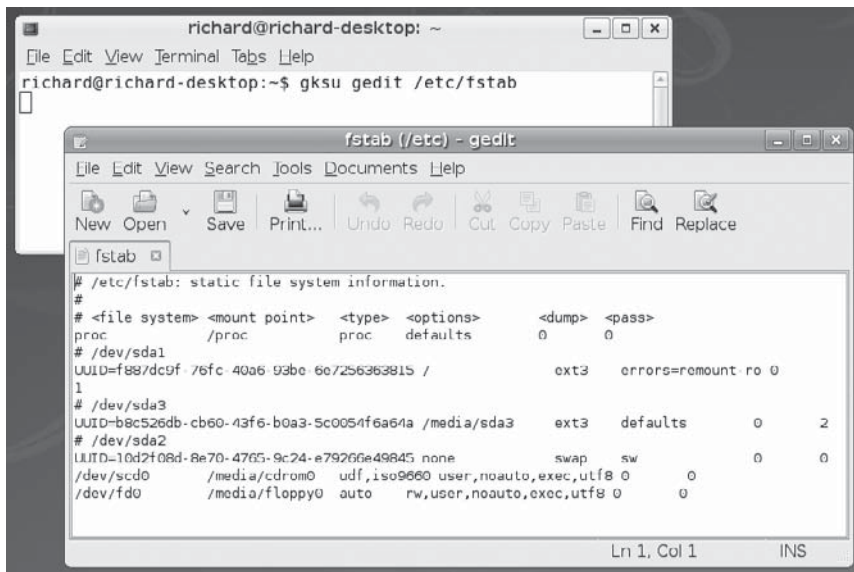 richard@richard-desktop: ~
File Edit View Terminal Tabs Help
richard@richard-desktop:~$ gksu gedit /etc/fstab
fstab (/etc) - gedit
File Edit View Search Tools Documents Help
New Open Save Print... Undo Redo Cut Copy Paste Find Replace
fstab
# /etc/fstab: static file system information.
#
# <file system> <mount point> <type> <options> <dump> <pass>
proc /proc proc defaults 0 0
# /dev/sda1
UUID=f887dc9f-76fc-40a6-93be-6e7256363815 / ext3 errors=remount-ro 0
1
# /dev/sda3
UUID=b8c526db-cb60-43f6-b0a3-5c0054f6a64a /media/sda3 ext3 defaults 0 2
# /dev/sda2
UUID=10d2f08d-8e70-4765-9c24-e79266e49845 none swap sw 0 0
/dev/scd0 /media/cdrom0 udf,iso9660 user,noauto,exec,utf8 0 0
/dev/fd0 /media/floppy0 auto rw,user,noauto,exec,utf8 0 0
Ln 1, Col 1 INS